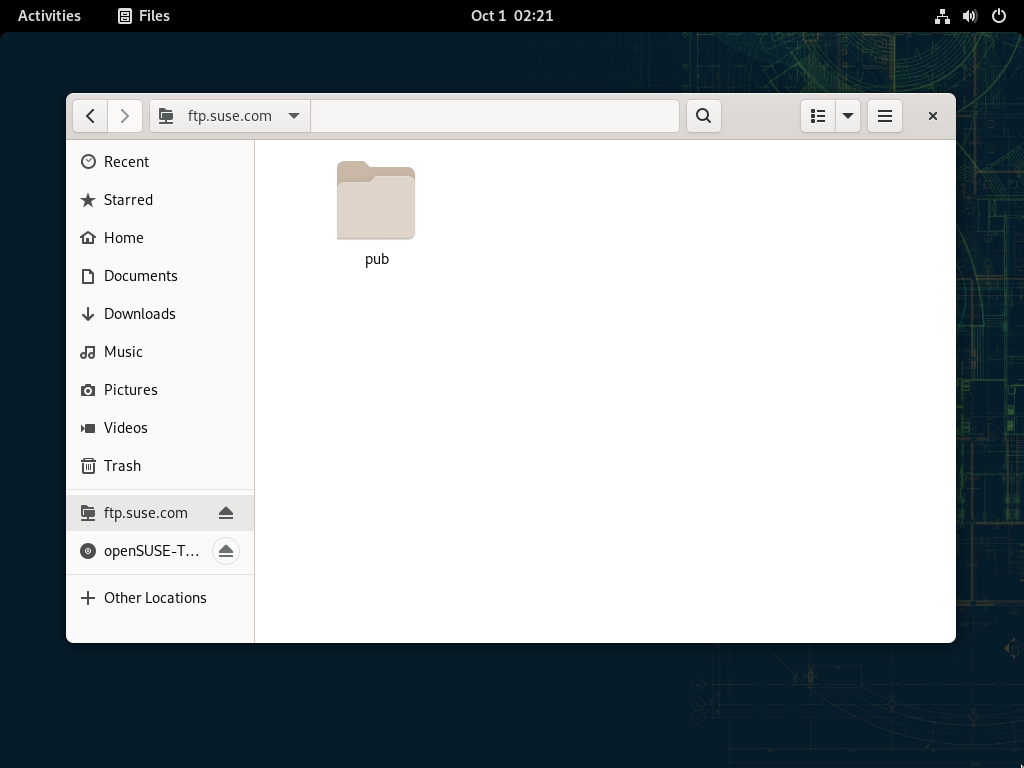 Activities
Files
Oct 1 02:21
ftp.suse.com
Recent
Starred
Home
Documents
Downloads
Music
Pictures
Videos
Trash
ftp.suse.com
openSUSE-T…
Other Locations
pub